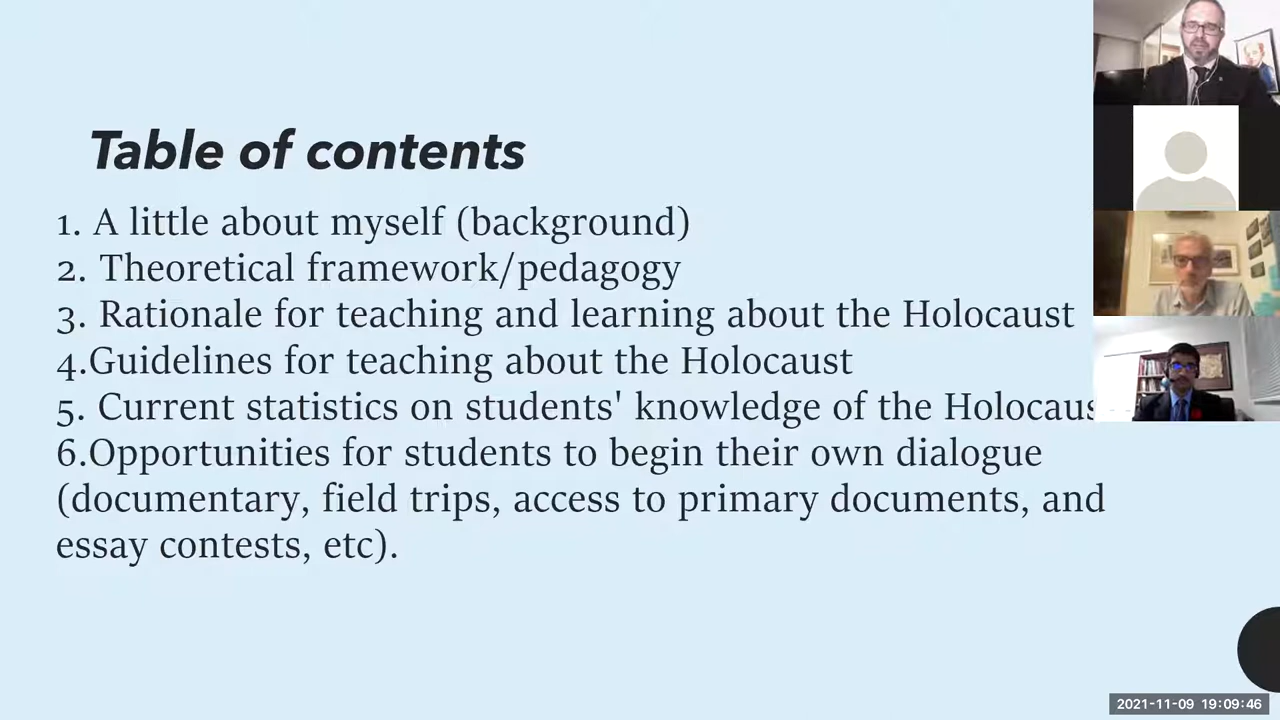 Table of contents
1. A little about myself (background)
2. Theoretical framework/pedagogy
3. Rationale for teaching and learning about the Holocaust
4.Guidelines for teaching about the Holocaust
5. Current statistics on students' knowledge of the Holocaus
6.Opportunities for students to begin their own dialogue
(documentary, field trips, access to primary documents, and
essay contests, etc).
2021-11-09 19:09:46